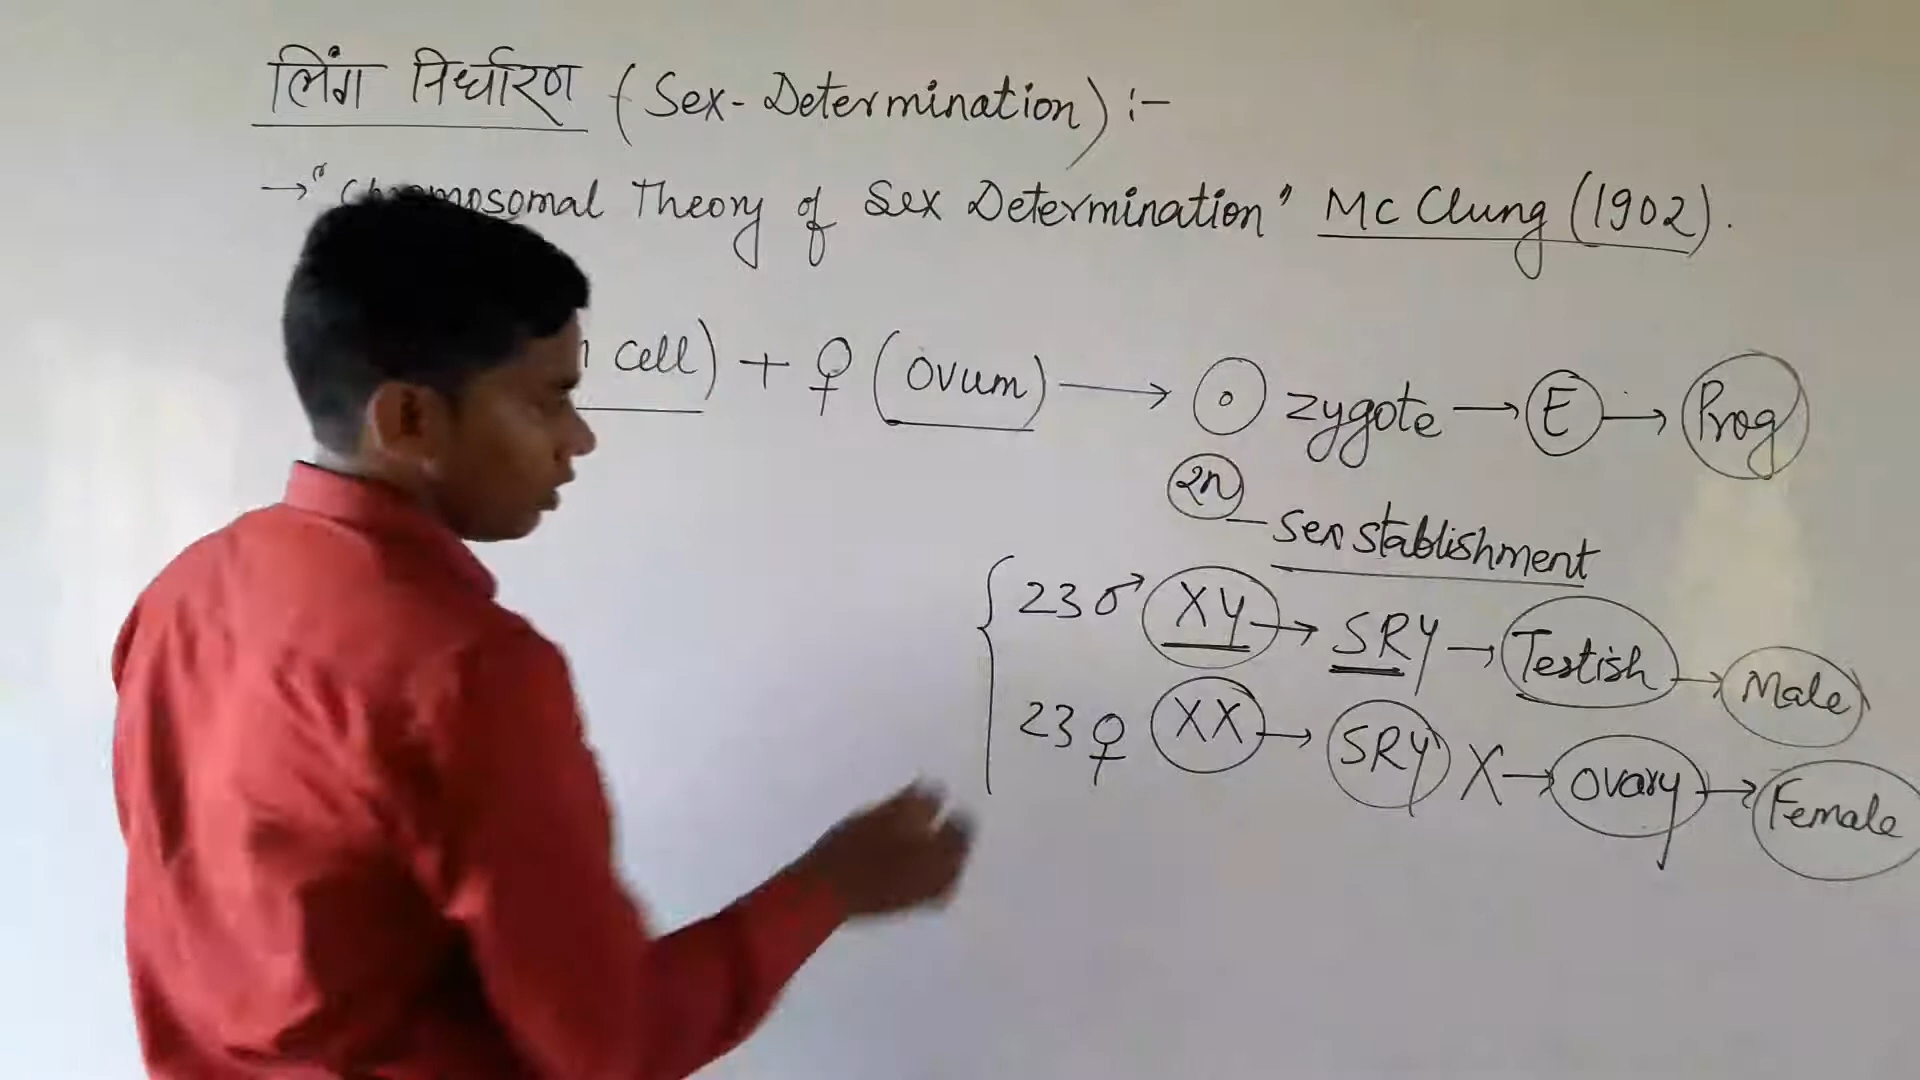 लिंग निर्धारण (Sex-Determination) :-
→ "Chromosomal Theory of Sex Determination" Mc Clung (1902).
cell) + ♀ (ovum) → zygote → E → Prog
2n
- Sex stablishment
23 ♂ XY → SRY → Testish → Male
23 ♀ XX → SRY X → ovary → Female